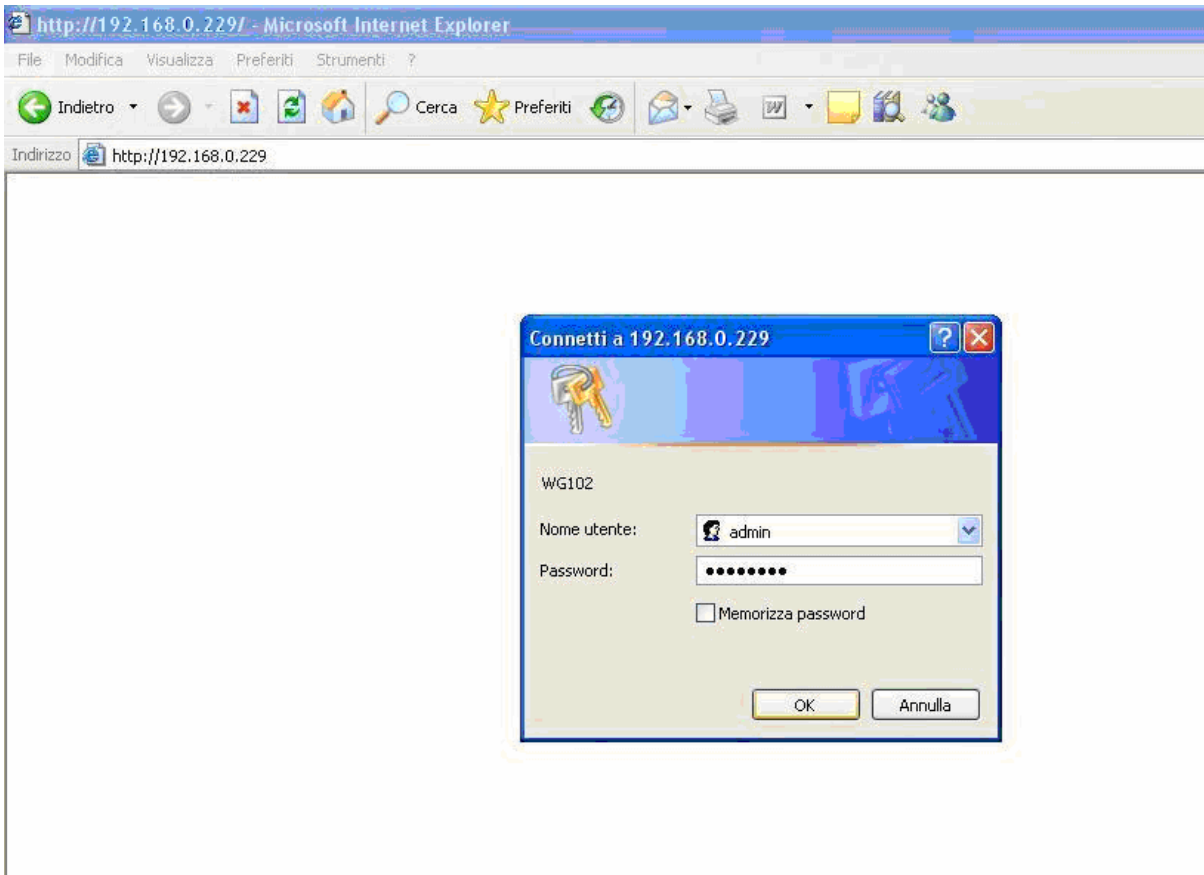 http://192.168.0.229/ - Microsoft Internet Explorer
File Modifica Visualizza Preferiti Strumenti ?
Indietro Cerca Preferiti W
Indirizzo http://192.168.0.229
Connetti a 192.168.0.229 ?
WG102
Nome utente: admin
Password: ●●●●●●●●
Memorizza password
OK Annulla